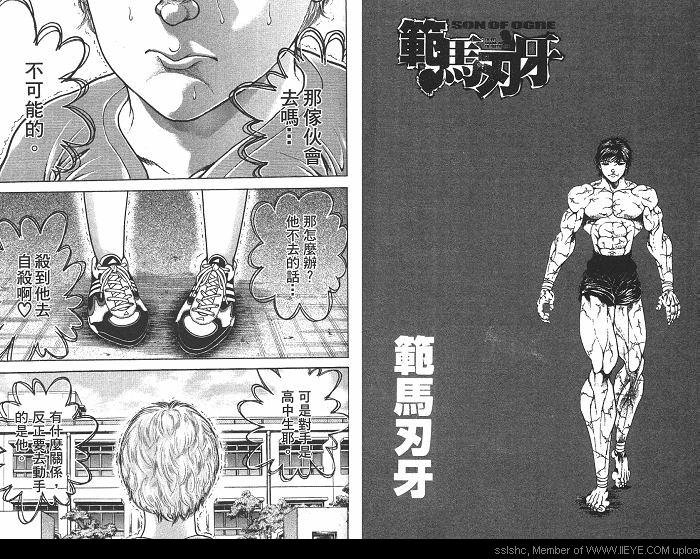 SON OF OGRE
範馬刃牙
範馬刃牙
那傢伙會
去嗎…
不可能的。
那怎麼辦？
他不去的話…
殺到他去
自殺啊♡
可是對手是
高中生耶。
有什麼關係，
反正要去動手
的是他。
sslshc, Member of WWW.IIEYE.COM uploa